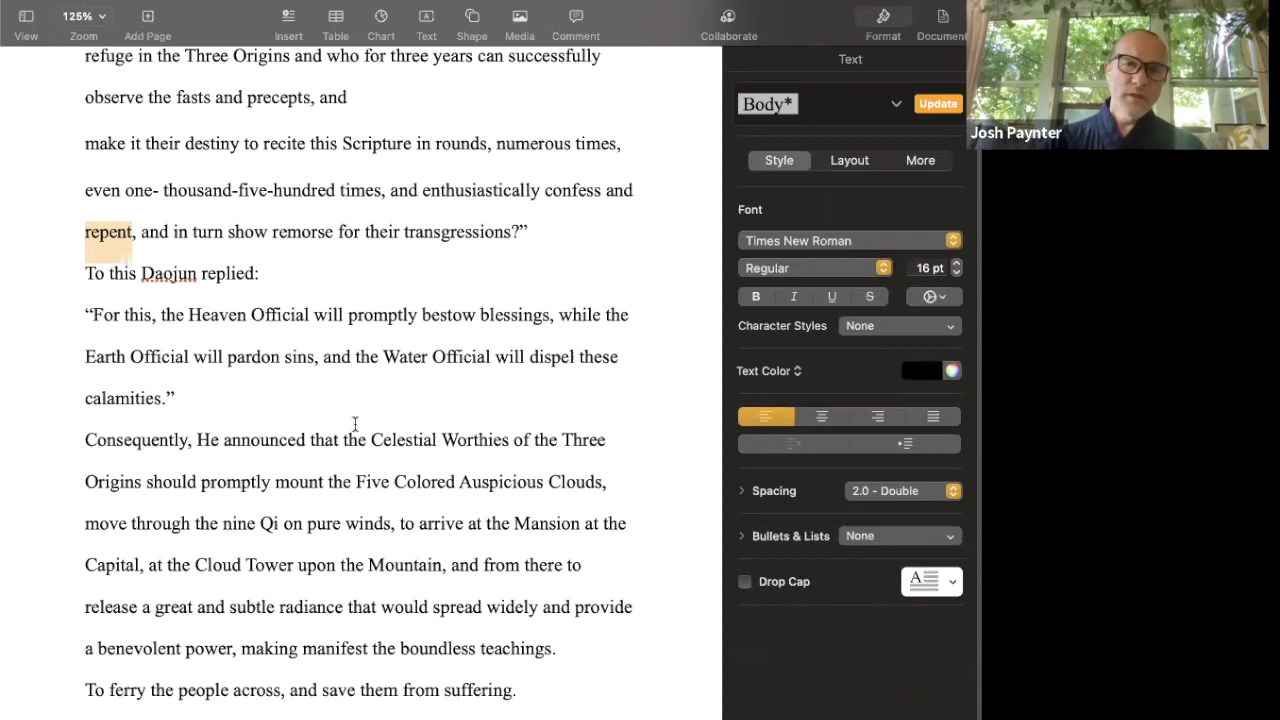 125%
View
Zoom
Add Page
Insert
Table
Chart
Text
Shape
Media
Comment
Collaborate
Format
Document
refuge in the Three Origins and who for three years can successfully
observe the fasts and precepts, and
make it their destiny to recite this Scripture in rounds, numerous times,
even one- thousand-five-hundred times, and enthusiastically confess and
repent, and in turn show remorse for their transgressions?”
To this Daojun replied:
“For this, the Heaven Official will promptly bestow blessings, while the
Earth Official will pardon sins, and the Water Official will dispel these
calamities.”
Consequently, He announced that the Celestial Worthies of the Three
Origins should promptly mount the Five Colored Auspicious Clouds,
move through the nine Qi on pure winds, to arrive at the Mansion at the
Capital, at the Cloud Tower upon the Mountain, and from there to
release a great and subtle radiance that would spread widely and provide
a benevolent power, making manifest the boundless teachings.
To ferry the people across, and save them from suffering.
Text
Body*
Update
Style
Layout
More
Font
Times New Roman
Regular
16 pt
B I U S
Character Styles
None
Text Color
Spacing
2.0 - Double
Bullets & Lists
None
Drop Cap
A
Josh Paynter